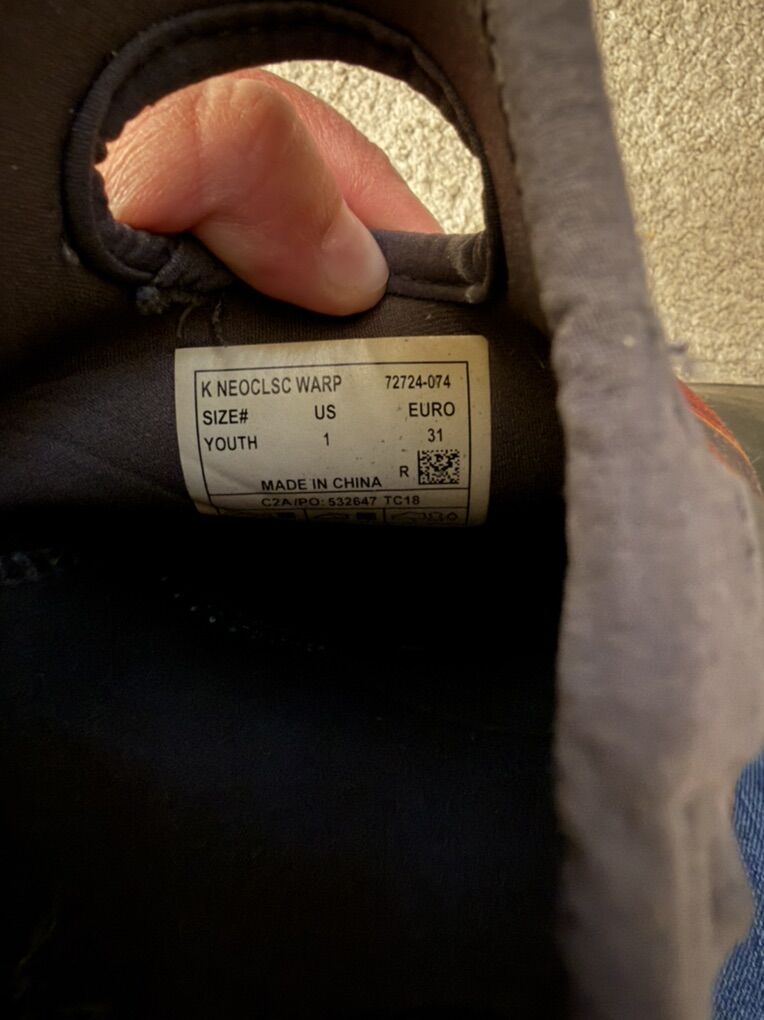 K NEOCLSC WARP 72724-074
SIZE# US EURO
YOUTH 1 31
R
MADE IN CHINA
C2A/PO: 532647 TC18